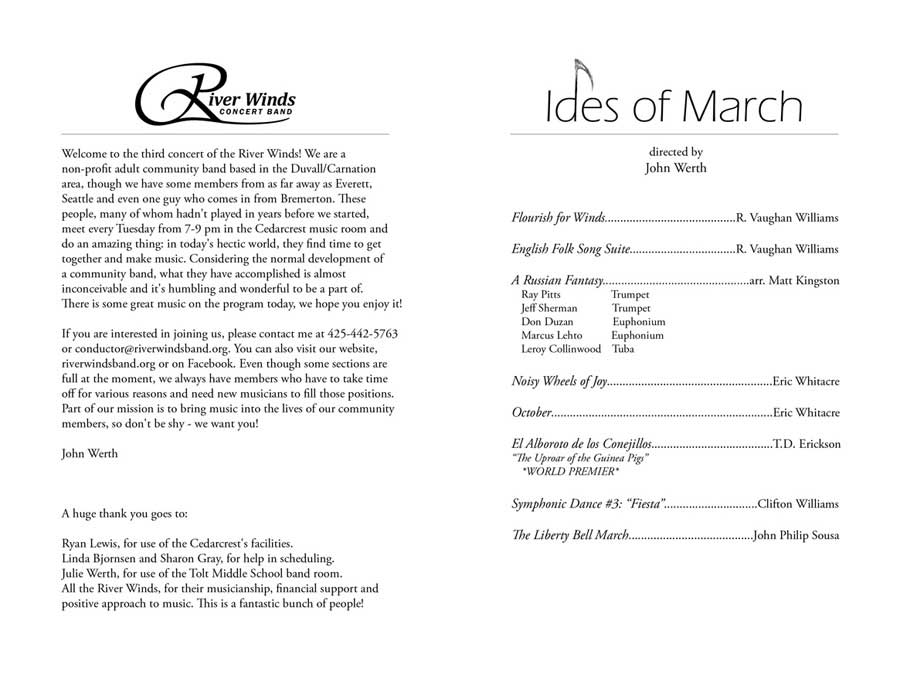 River Winds
CONCERT BAND
Welcome to the third concert of the River Winds! We are a
non-profit adult community band based in the Duvall/Carnation
area, though we have some members from as far away as Everett,
Seattle and even one guy who comes in from Bremerton. These
people, many of whom hadn't played in years before we started,
meet every Tuesday from 7-9 pm in the Cedarcrest music room and
do an amazing thing: in today's hectic world, they find time to get
together and make music. Considering the normal development of
a community band, what they have accomplished is almost
inconceivable and it's humbling and wonderful to be a part of.
There is some great music on the program today, we hope you enjoy it!
If you are interested in joining us, please contact me at 425-442-5763
or conductor@riverwindsband.org. You can also visit our website,
riverwindsband.org or on Facebook. Even though some sections are
full at the moment, we always have members who have to take time
off for various reasons and need new musicians to fill those positions.
Part of our mission is to bring music into the lives of our community
members, so don't be shy - we want you!
John Werth
A huge thank you goes to:
Ryan Lewis, for use of the Cedarcrest's facilities.
Linda Bjornsen and Sharon Gray, for help in scheduling.
Julie Werth, for use of the Tolt Middle School band room.
All the River Winds, for their musicianship, financial support and
positive approach to music. This is a fantastic bunch of people!
Ides of March
directed by
John Werth
Flourish for Winds..........................................R. Vaughan Williams
English Folk Song Suite..................................R. Vaughan Williams
A Russian Fantasy...............................................arr. Matt Kingston
Ray Pitts Trumpet
Jeff Sherman Trumpet
Don Duzan Euphonium
Marcus Lehto Euphonium
Leroy Collinwood Tuba
Noisy Wheels of Joy.....................................................Eric Whitacre
October.......................................................................Eric Whitacre
El Alboroto de los Conejillos.......................................T.D. Erickson
"The Uproar of the Guinea Pigs"
*WORLD PREMIER*
Symphonic Dance #3: "Fiesta"..............................Clifton Williams
The Liberty Bell March........................................John Philip Sousa